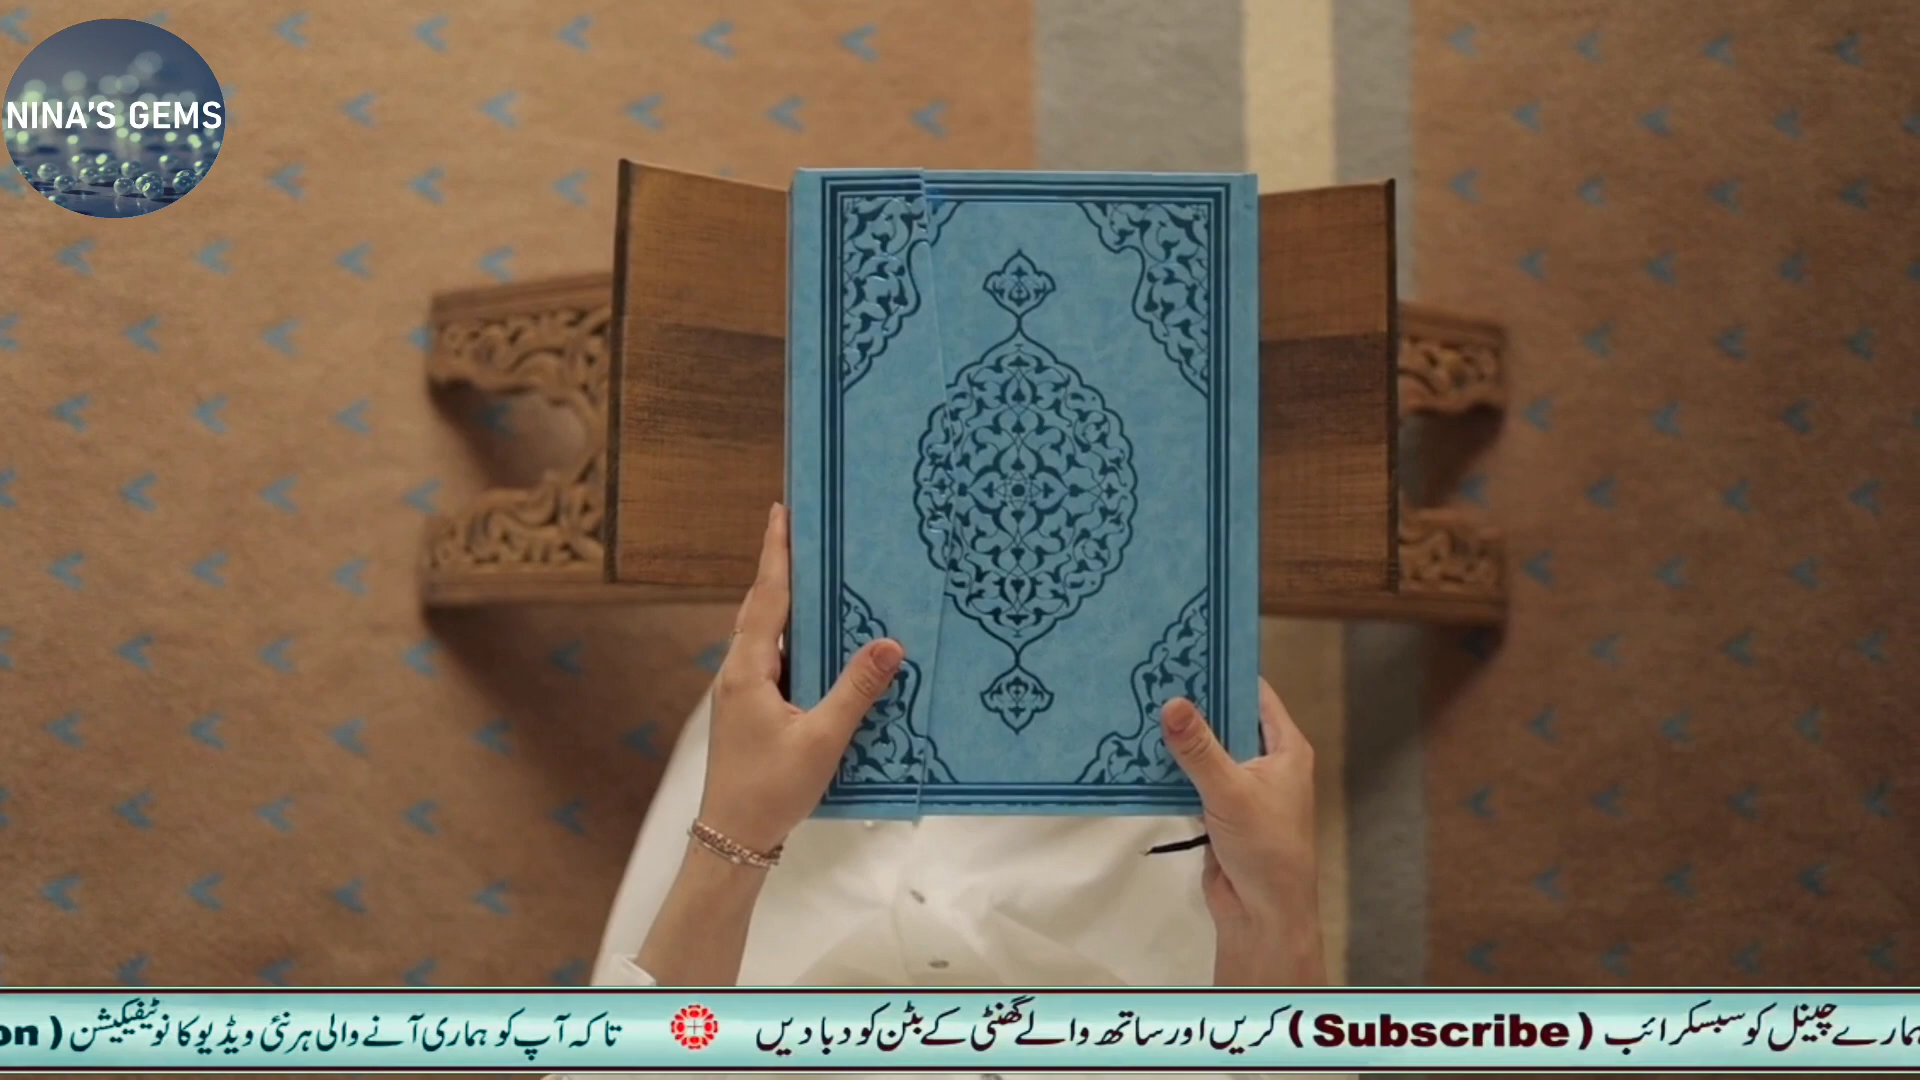 NINA'S GEMS
ہمارے چینل کو سبسکرائب ( Subscribe ) کریں اور ساتھ والے گھنٹی کے بٹن کو دبا دیں تا کہ آپ کو ہماری آنے والی ہر نئی ویڈیو کا نوٹیفیکیشن (